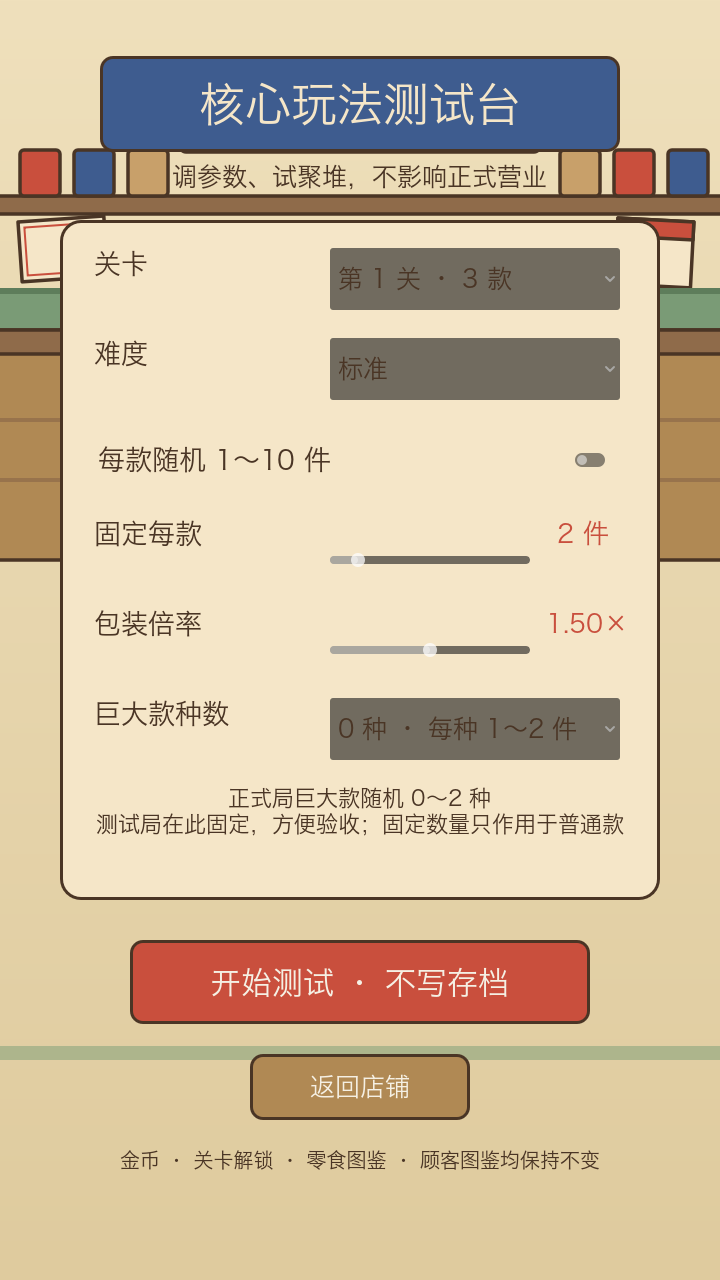 核心玩法测试台
调参数、试聚堆，不影响正式营业
关卡
第 1 关 · 3 款
难度
标准
每款随机 1～10 件
固定每款
2 件
包装倍率
1.50×
巨大款种数
0 种 · 每种 1～2 件
正式局巨大款随机 0～2 种
测试局在此固定，方便验收；固定数量只作用于普通款
开始测试 · 不写存档
返回店铺
金币 · 关卡解锁 · 零食图鉴 · 顾客图鉴均保持不变